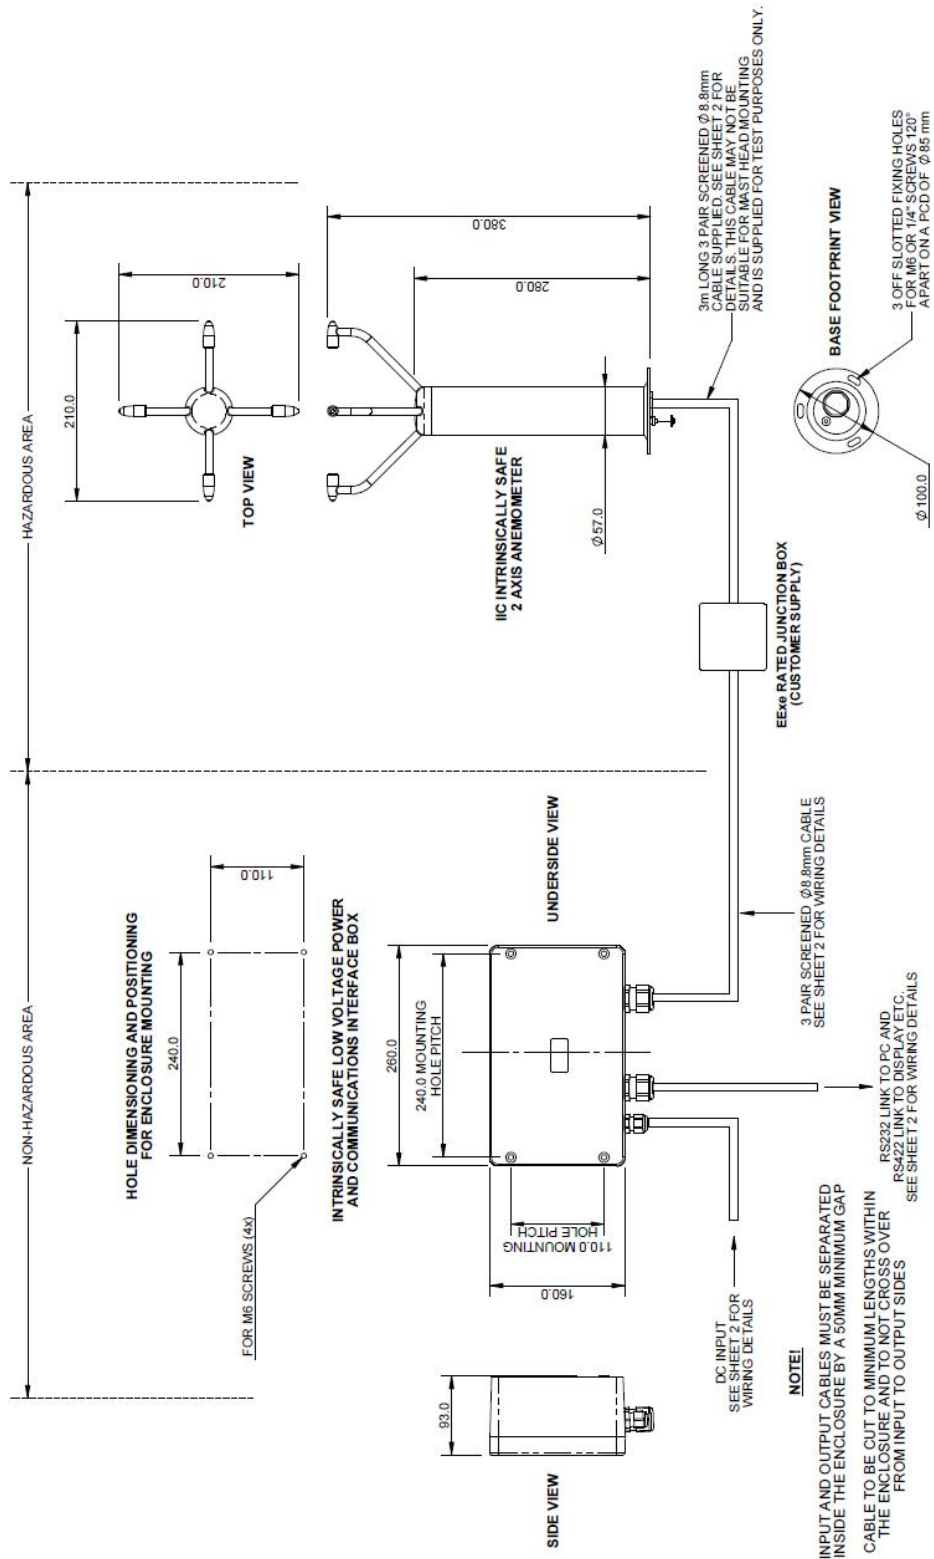 NON-HAZARDOUS AREA
HAZARDOUS AREA
HOLE DIMENSIONING AND POSITIONING
FOR ENCLOSURE MOUNTING
240.0
110.0
FOR M6 SCREWS (4x)
210.0
210.0
TOP VIEW
INTRINSICALLY SAFE LOW VOLTAGE POWER
AND COMMUNICATIONS INTERFACE BOX
260.0
240.0 MOUNTING
HOLE PITCH
110.0 MOUNTING
HOLE PITCH
160.0
UNDERSIDE VIEW
93.0
SIDE VIEW
380.0
280.0
IIC INTRINSICALLY SAFE
2 AXIS ANEMOMETER
Ø57.0
3m LONG 3 PAIR SCREENED Ø8.8mm
CABLE SUPPLIED. SEE SHEET 2 FOR
DETAILS. THIS CABLE MAY NOT BE
SUITABLE FOR MAST HEAD MOUNTING
AND IS SUPPLIED FOR TEST PURPOSES ONLY.
EExe RATED JUNCTION BOX
(CUSTOMER SUPPLY)
BASE FOOTPRINT VIEW
3 OFF SLOTTED FIXING HOLES
FOR M6 OR 1/4" SCREWS 120°
APART ON A PCD OF Ø85 mm
Ø100.0
DC INPUT
SEE SHEET 2 FOR
WIRING DETAILS
3 PAIR SCREENED Ø8.8mm CABLE
SEE SHEET 2 FOR WIRING DETAILS
RS232 LINK TO PC AND
RS422 LINK TO DISPLAY ETC.
SEE SHEET 2 FOR WIRING DETAILS
NOTE!
INPUT AND OUTPUT CABLES MUST BE SEPARATED
INSIDE THE ENCLOSURE BY A 50MM MINIMUM GAP
CABLE TO BE CUT TO MINIMUM LENGTHS WITHIN
THE ENCLOSURE AND TO NOT CROSS OVER
FROM INPUT TO OUTPUT SIDES